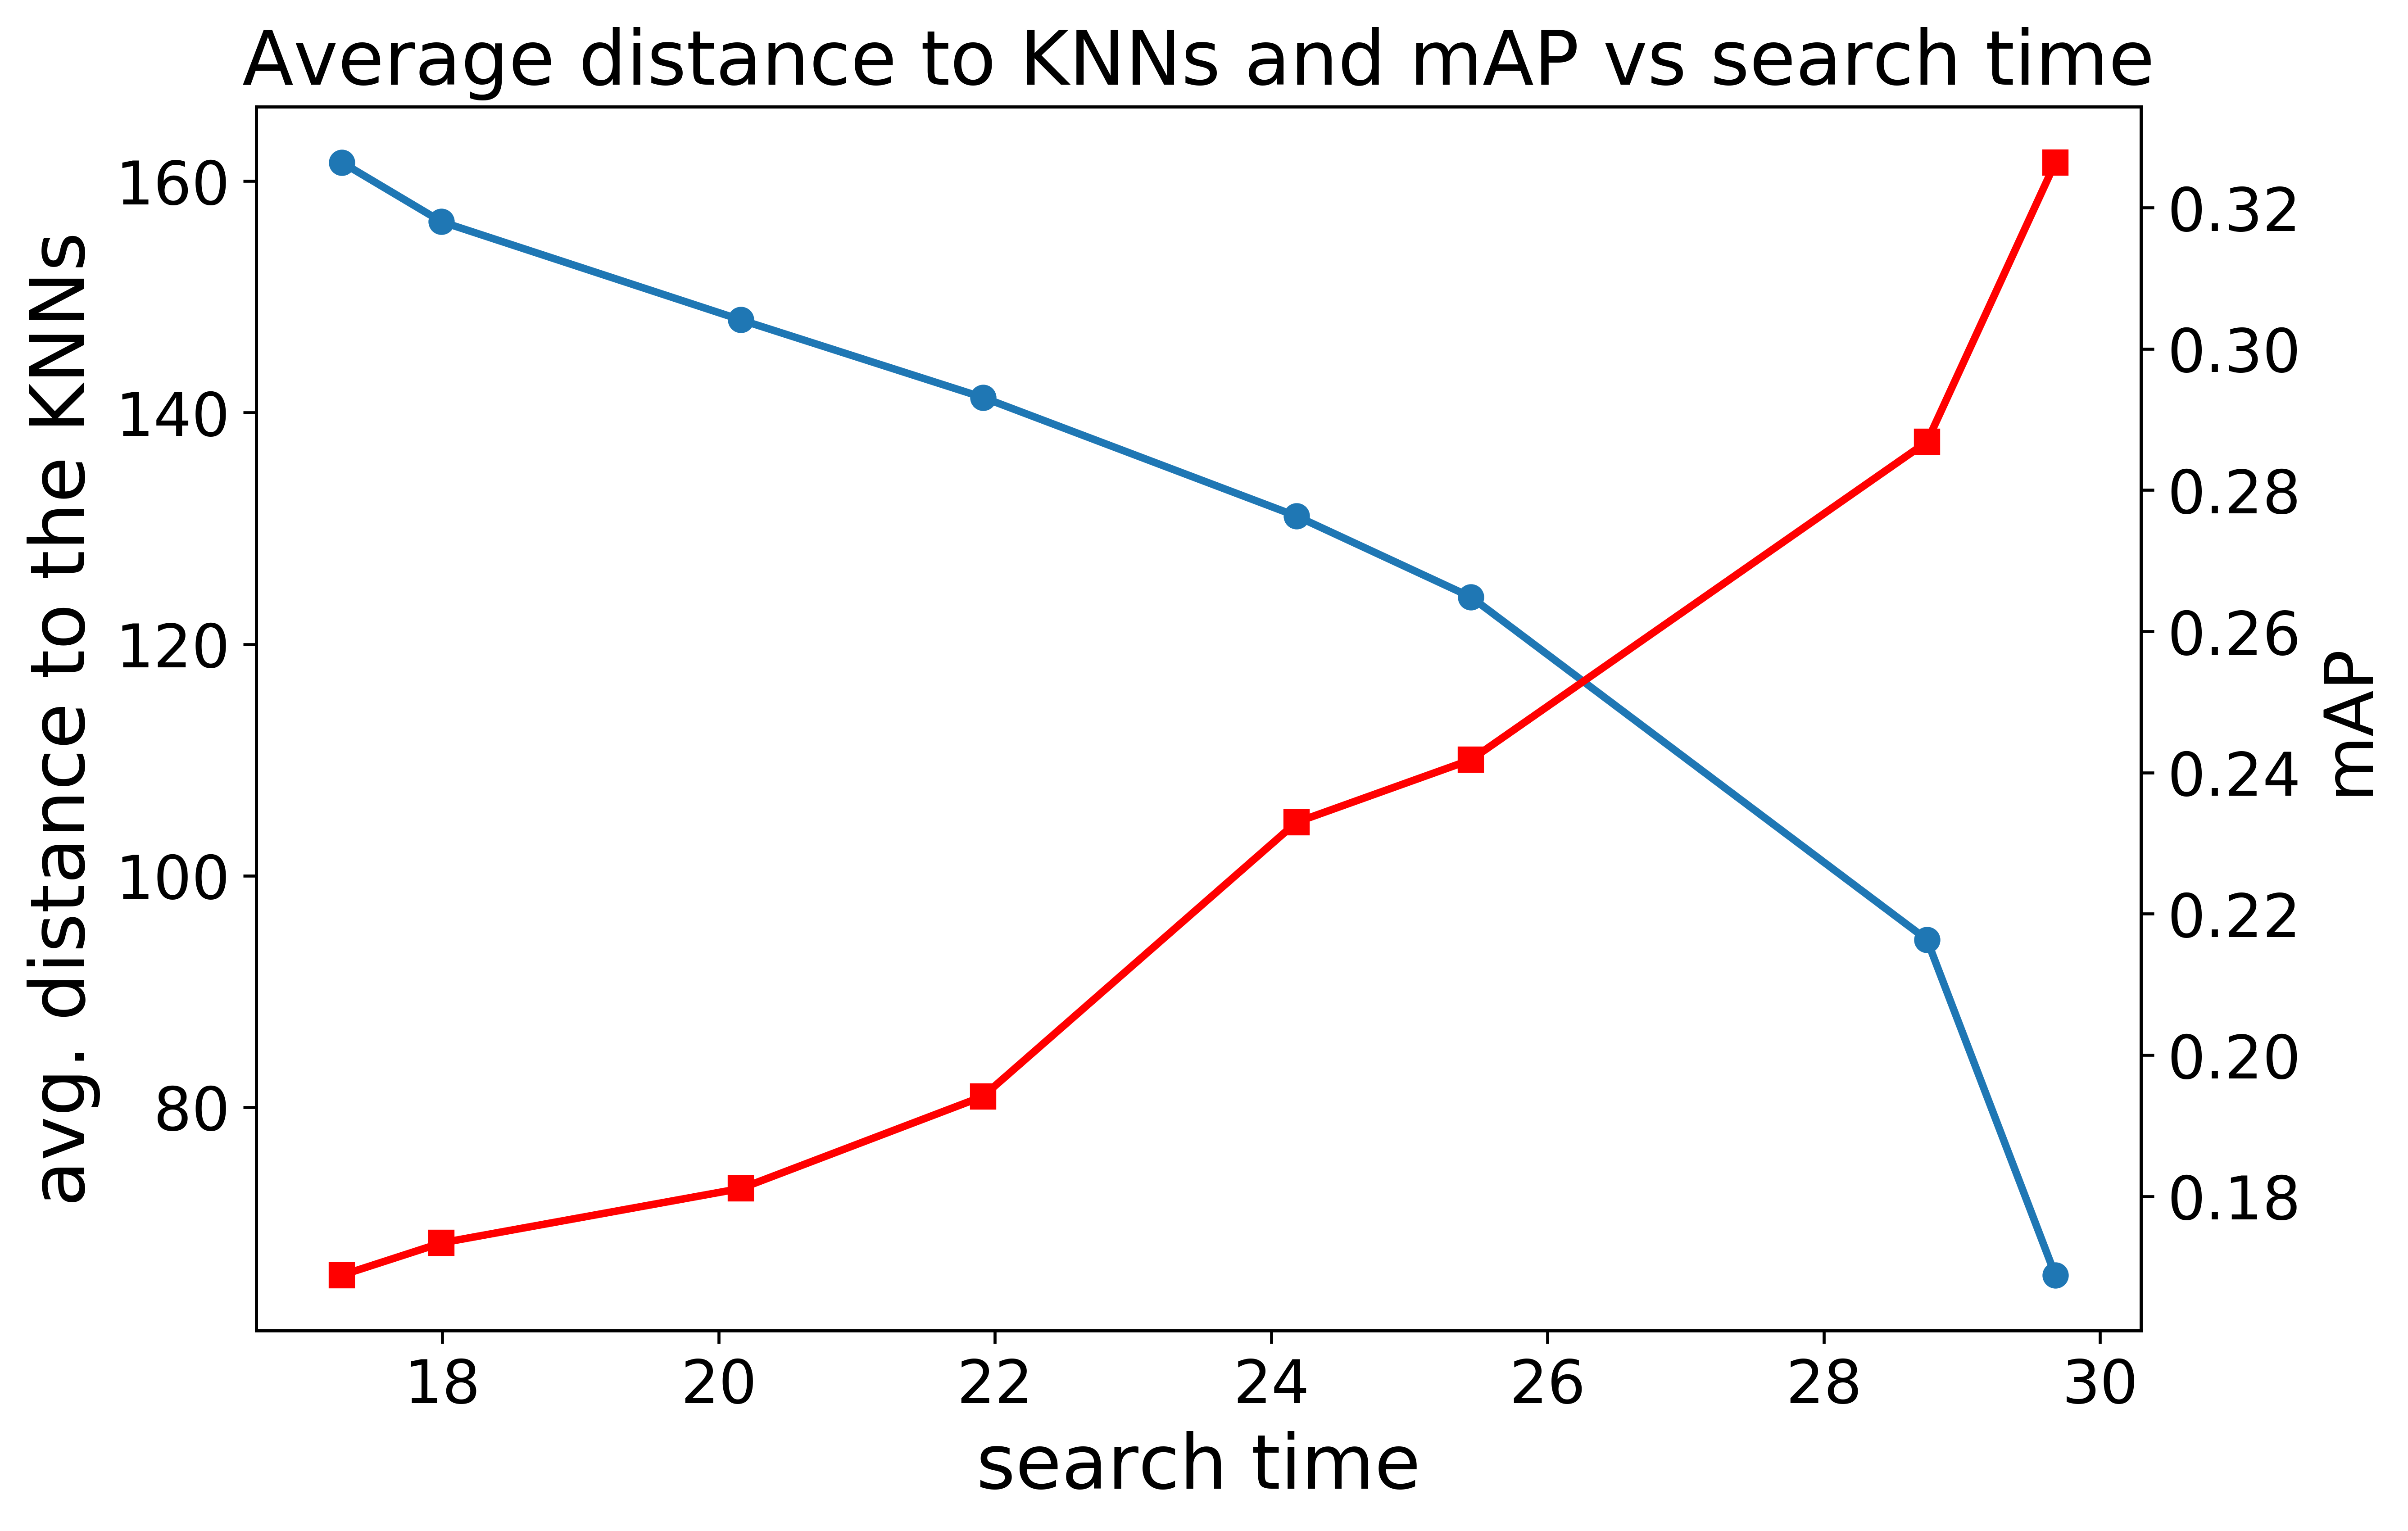 Average distance to KNNs and mAP vs search time
avg. distance to the KNNs
160
140
120
100
80
0.32
0.30
0.28
0.26
0.24
0.22
0.20
0.18
mAP
18 20 22 24 26 28 30
search time